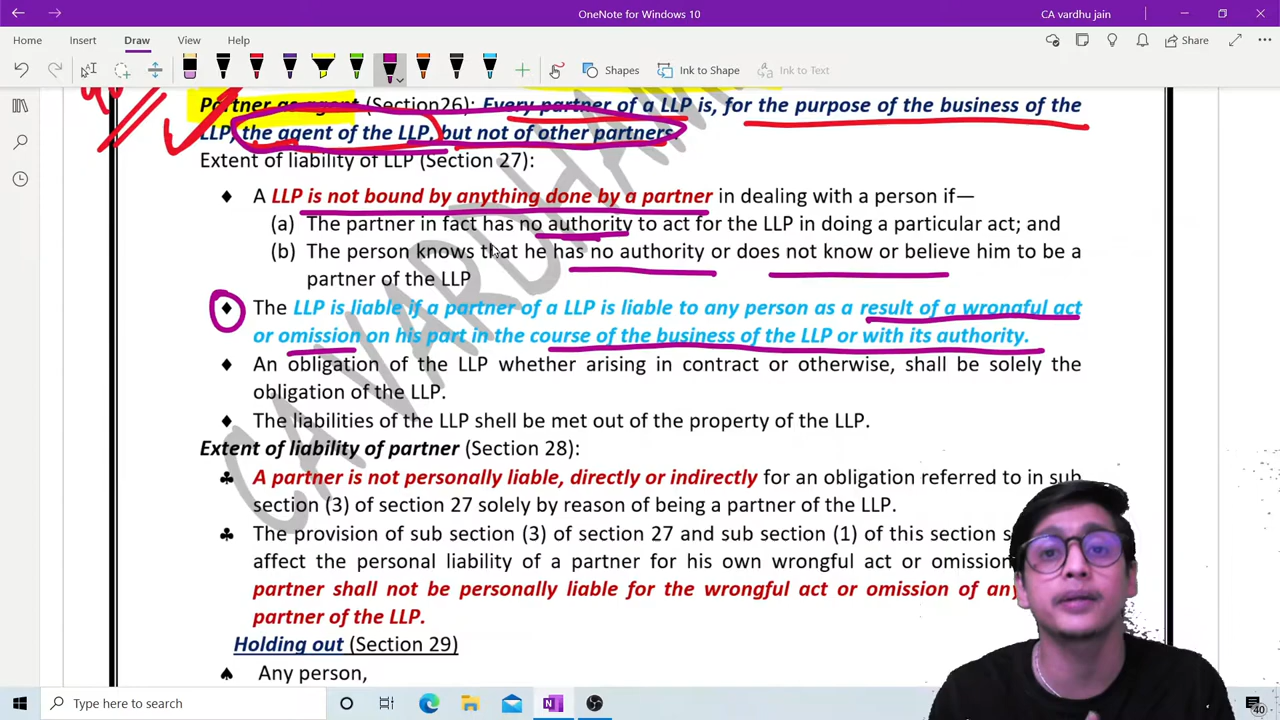 OneNote for Windows 10
CA vardhu jain
Home Insert Draw View Help
Share
Shapes Ink to Shape Ink to Text
Partner as agent (Section26): Every partner of a LLP is, for the purpose of the business of the
LLP, the agent of the LLP, but not of other partners.
Extent of liability of LLP (Section 27):
♦ A LLP is not bound by anything done by a partner in dealing with a person if—
(a) The partner in fact has no authority to act for the LLP in doing a particular act; and
(b) The person knows that he has no authority or does not know or believe him to be a
partner of the LLP
♦ The LLP is liable if a partner of a LLP is liable to any person as a result of a wrongful act
or omission on his part in the course of the business of the LLP or with its authority.
♦ An obligation of the LLP whether arising in contract or otherwise, shall be solely the
obligation of the LLP.
♦ The liabilities of the LLP shell be met out of the property of the LLP.
Extent of liability of partner (Section 28):
♣ A partner is not personally liable, directly or indirectly for an obligation referred to in sub
section (3) of section 27 solely by reason of being a partner of the LLP.
♣ The provision of sub section (3) of section 27 and sub section (1) of this section
affect the personal liability of a partner for his own wrongful act or omission
partner shall not be personally liable for the wrongful act or omission of any
partner of the LLP.
Holding out (Section 29)
♠ Any person,
CA VARDHAM
Type here to search
40